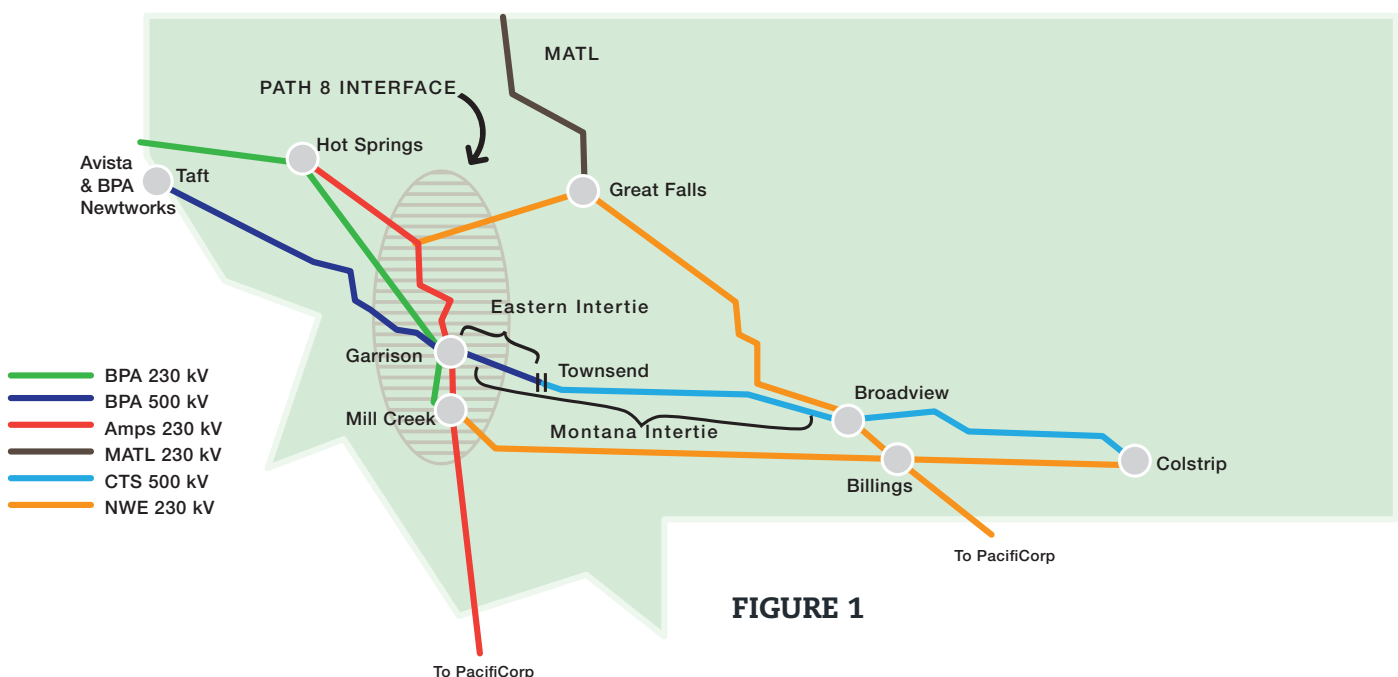 MATL
PATH 8 INTERFACE
Hot Springs
Avista
& BPA
Newtworks
Taft
Great Falls
Eastern Intertie
Garrison
Townsend
Broadview
Mill Creek
Montana Intertie
Colstrip
Billings
BPA 230 kV
BPA 500 kV
Amps 230 kV
MATL 230 kV
CTS 500 kV
NWE 230 kV
To PacifiCorp
FIGURE 1
To PacifiCorp